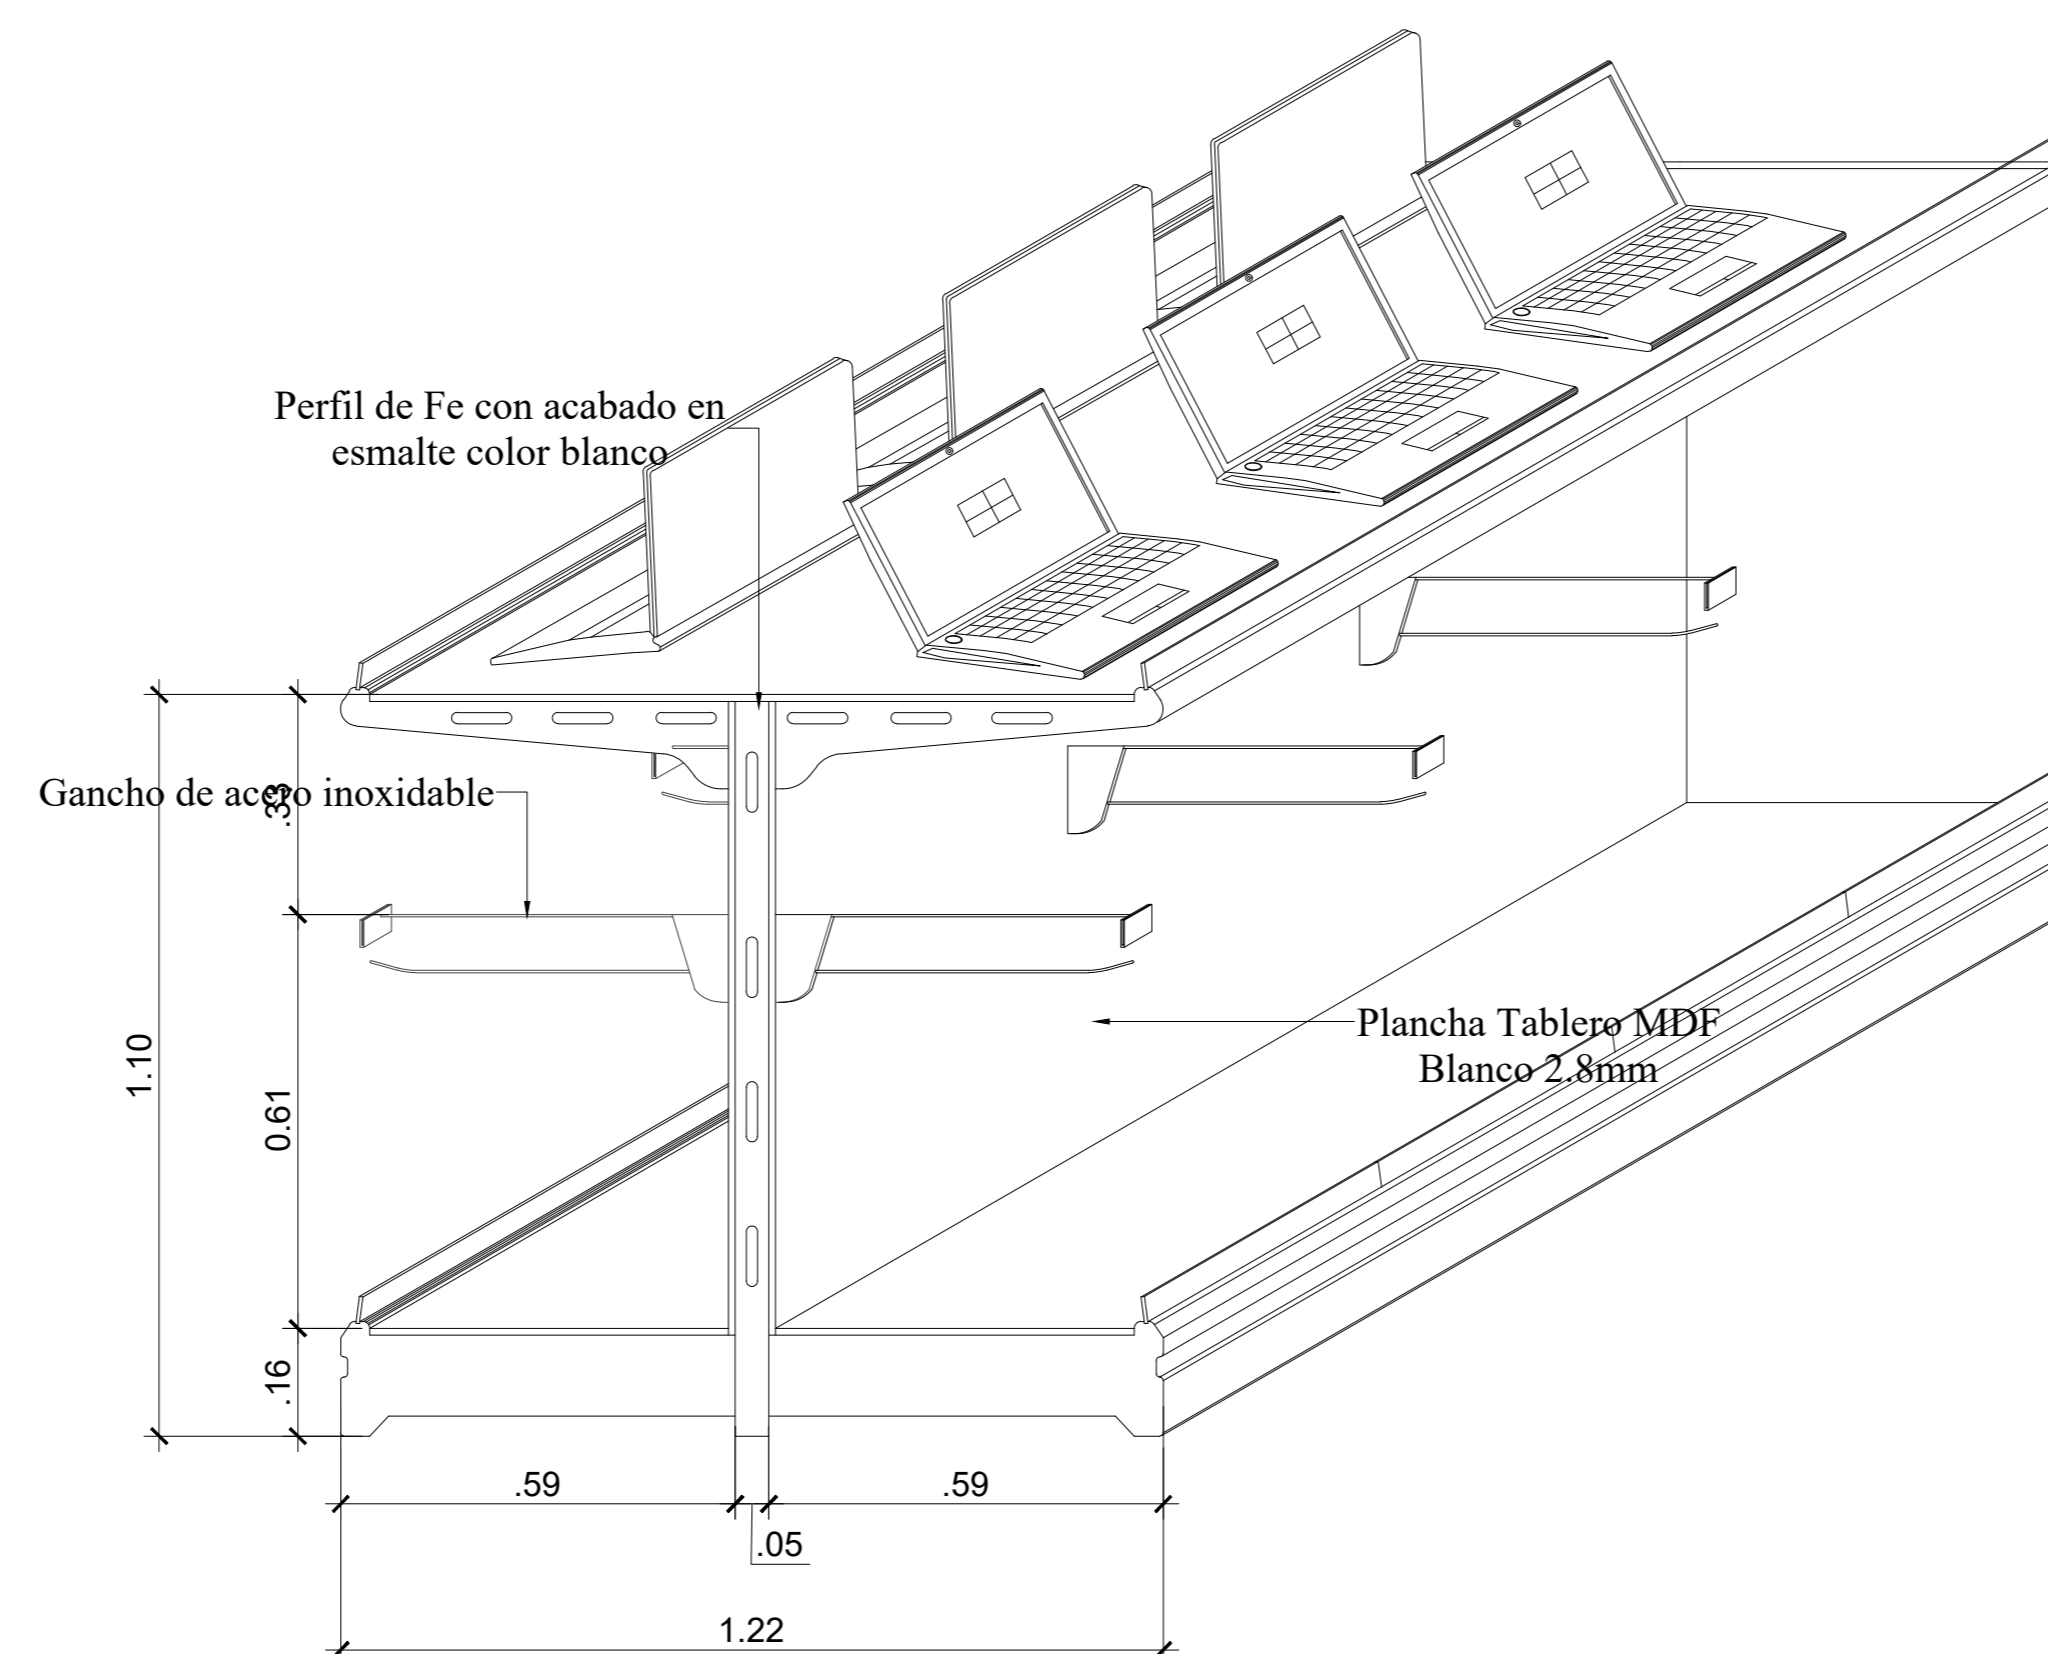 Perfil de Fe con acabado en
esmalte color blanco
Gancho de acero inoxidable
.33
1.10
0.61
Plancha Tablero MDF
Blanco 2.8mm
.16
.59
.59
.05
1.22